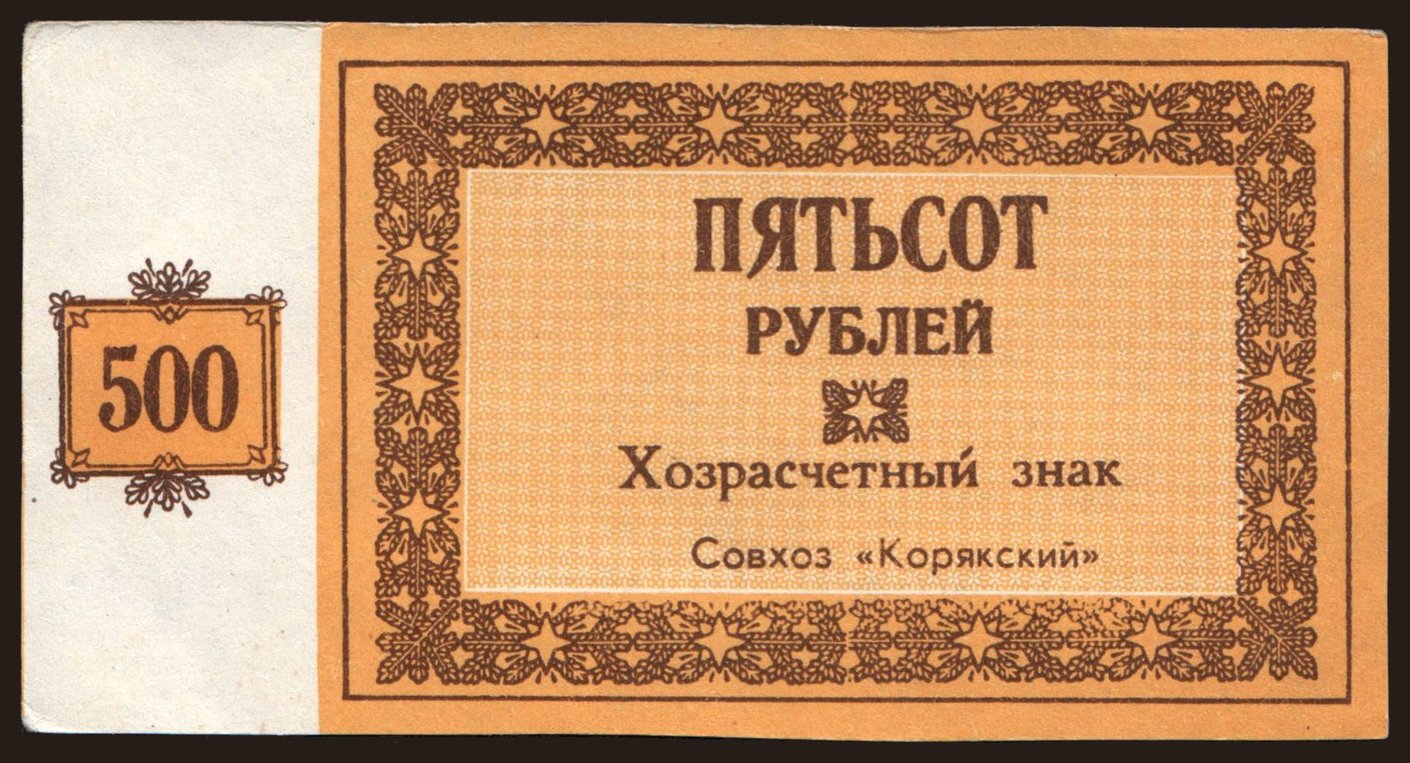 500
ПЯТЬСОТ
РУБЛЕЙ
Хозрасчетный знак
Совхоз «Корякский»